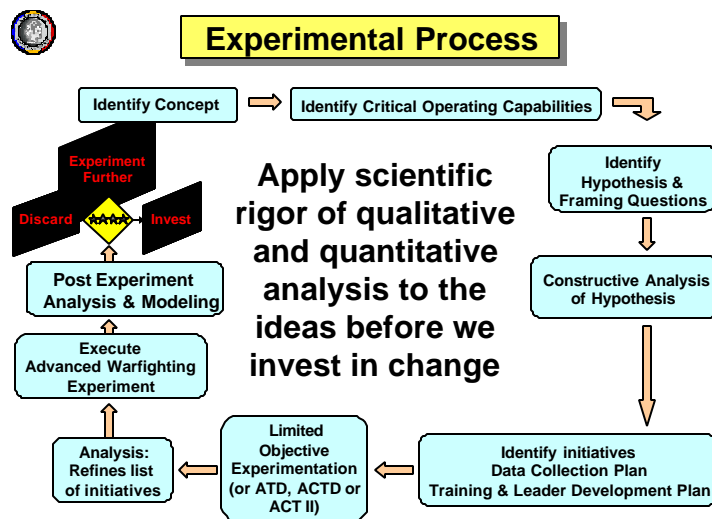 Experimental Process
Identify Concept
Identify Critical Operating Capabilities
Identify
Hypothesis &
Framing Questions
Constructive Analysis
of Hypothesis
Identify initiatives
Data Collection Plan
Training & Leader Development Plan
Limited
Objective
Experimentation
(or ATD, ACTD or
ACT II)
Analysis:
Refines list
of initiatives
Execute
Advanced Warfighting
Experiment
Post Experiment
Analysis & Modeling
Experiment
Further
Discard
Invest
Apply scientific
rigor of qualitative
and quantitative
analysis to the
ideas before we
invest in change